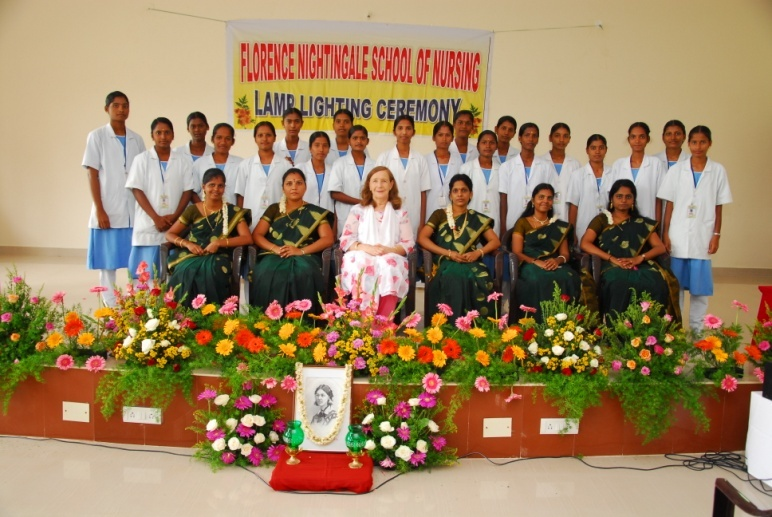 FLORENCE NIGHTINGALE SCHOOL OF NURSING
LAMP LIGHTING CEREMONY